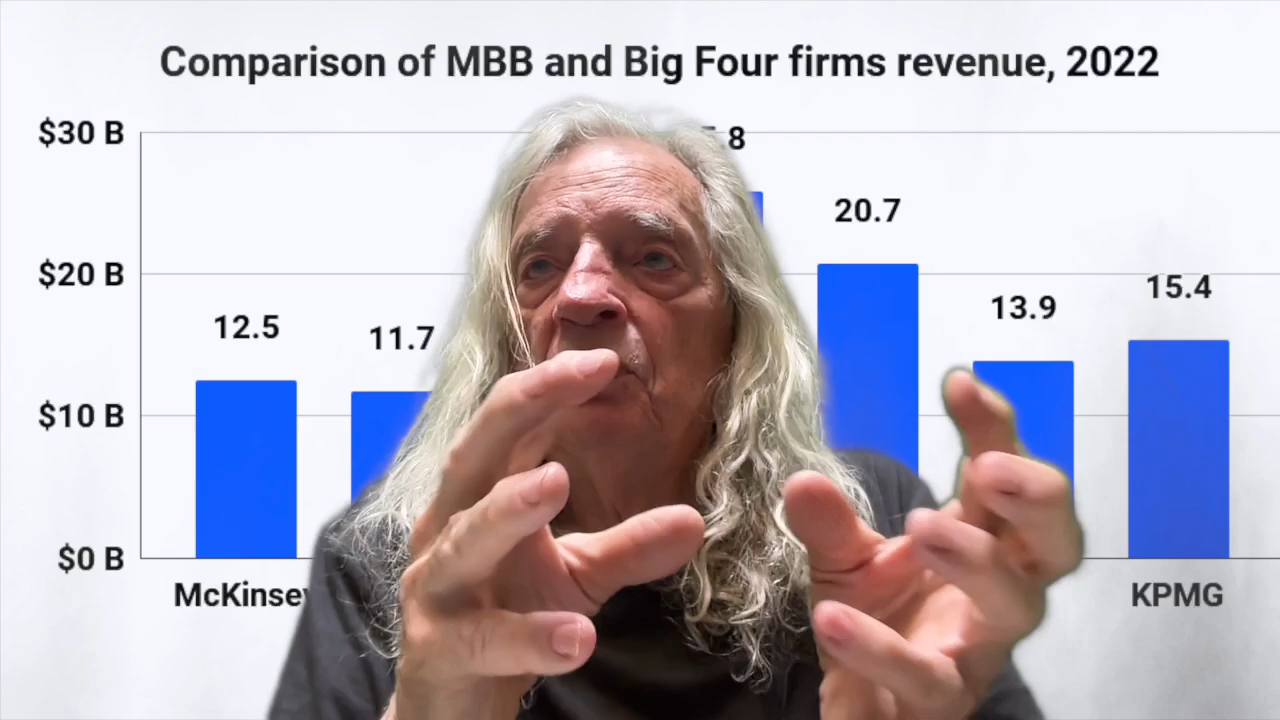 Comparison of MBB and Big Four firms revenue, 2022
$30 B
$20 B
$10 B
$0 B
12.5
11.7
20.7
13.9
15.4
KPMG